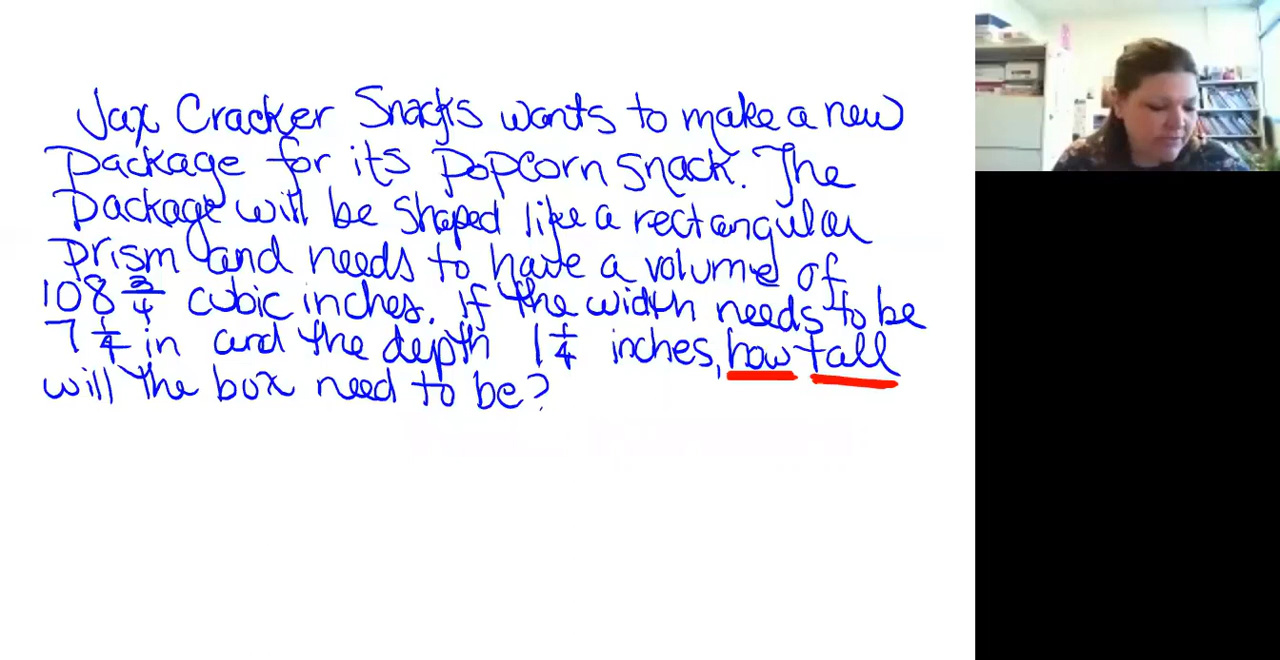 Jax Cracker Snacks wants to make a new
package for its popcorn snack. The
package will be shaped like a rectangular
prism and needs to have a volume of
108 3/4 cubic inches. If the width needs to be
7 1/4 in and the depth 1 1/4 inches, how tall
will the box need to be?